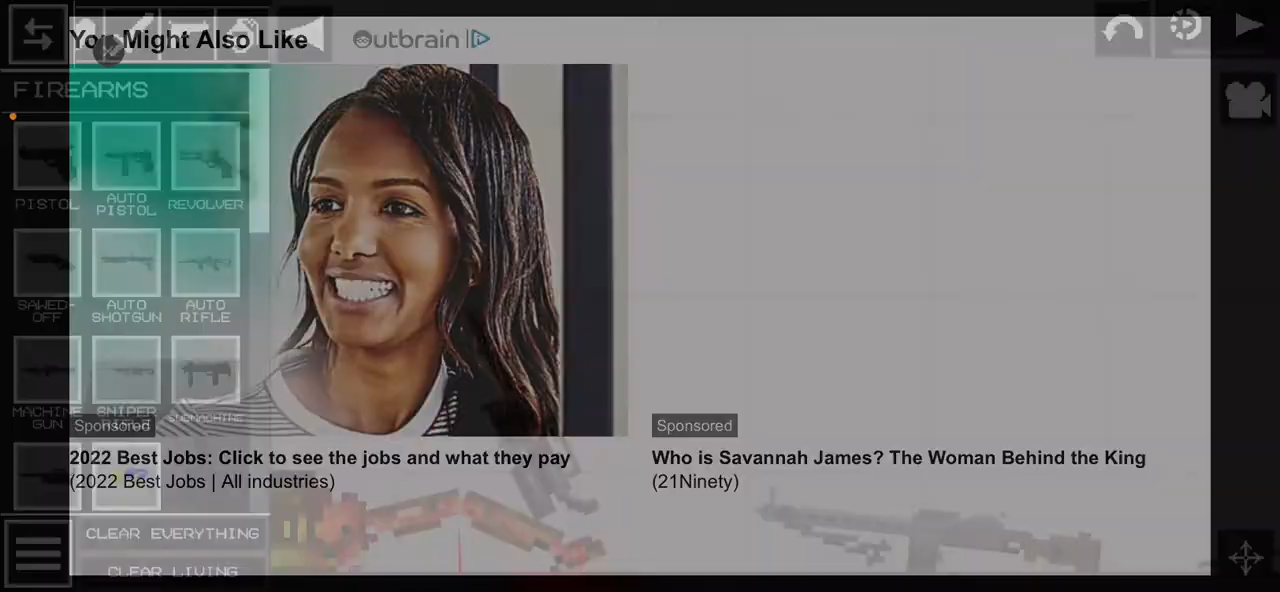 You Might Also Like
Outbrain
FIREARMS
PISTOL
AUTO PISTOL
REVOLVER
SAWED-OFF
AUTO SHOTGUN
AUTO RIFLE
MACHINE GUN
SNIPER RIFLE
SUBMACHINE
Sponsored
Sponsored
2022 Best Jobs: Click to see the jobs and what they pay
(2022 Best Jobs | All industries)
Who is Savannah James? The Woman Behind the King
(21Ninety)
CLEAR EVERYTHING
CLEAR LIVING